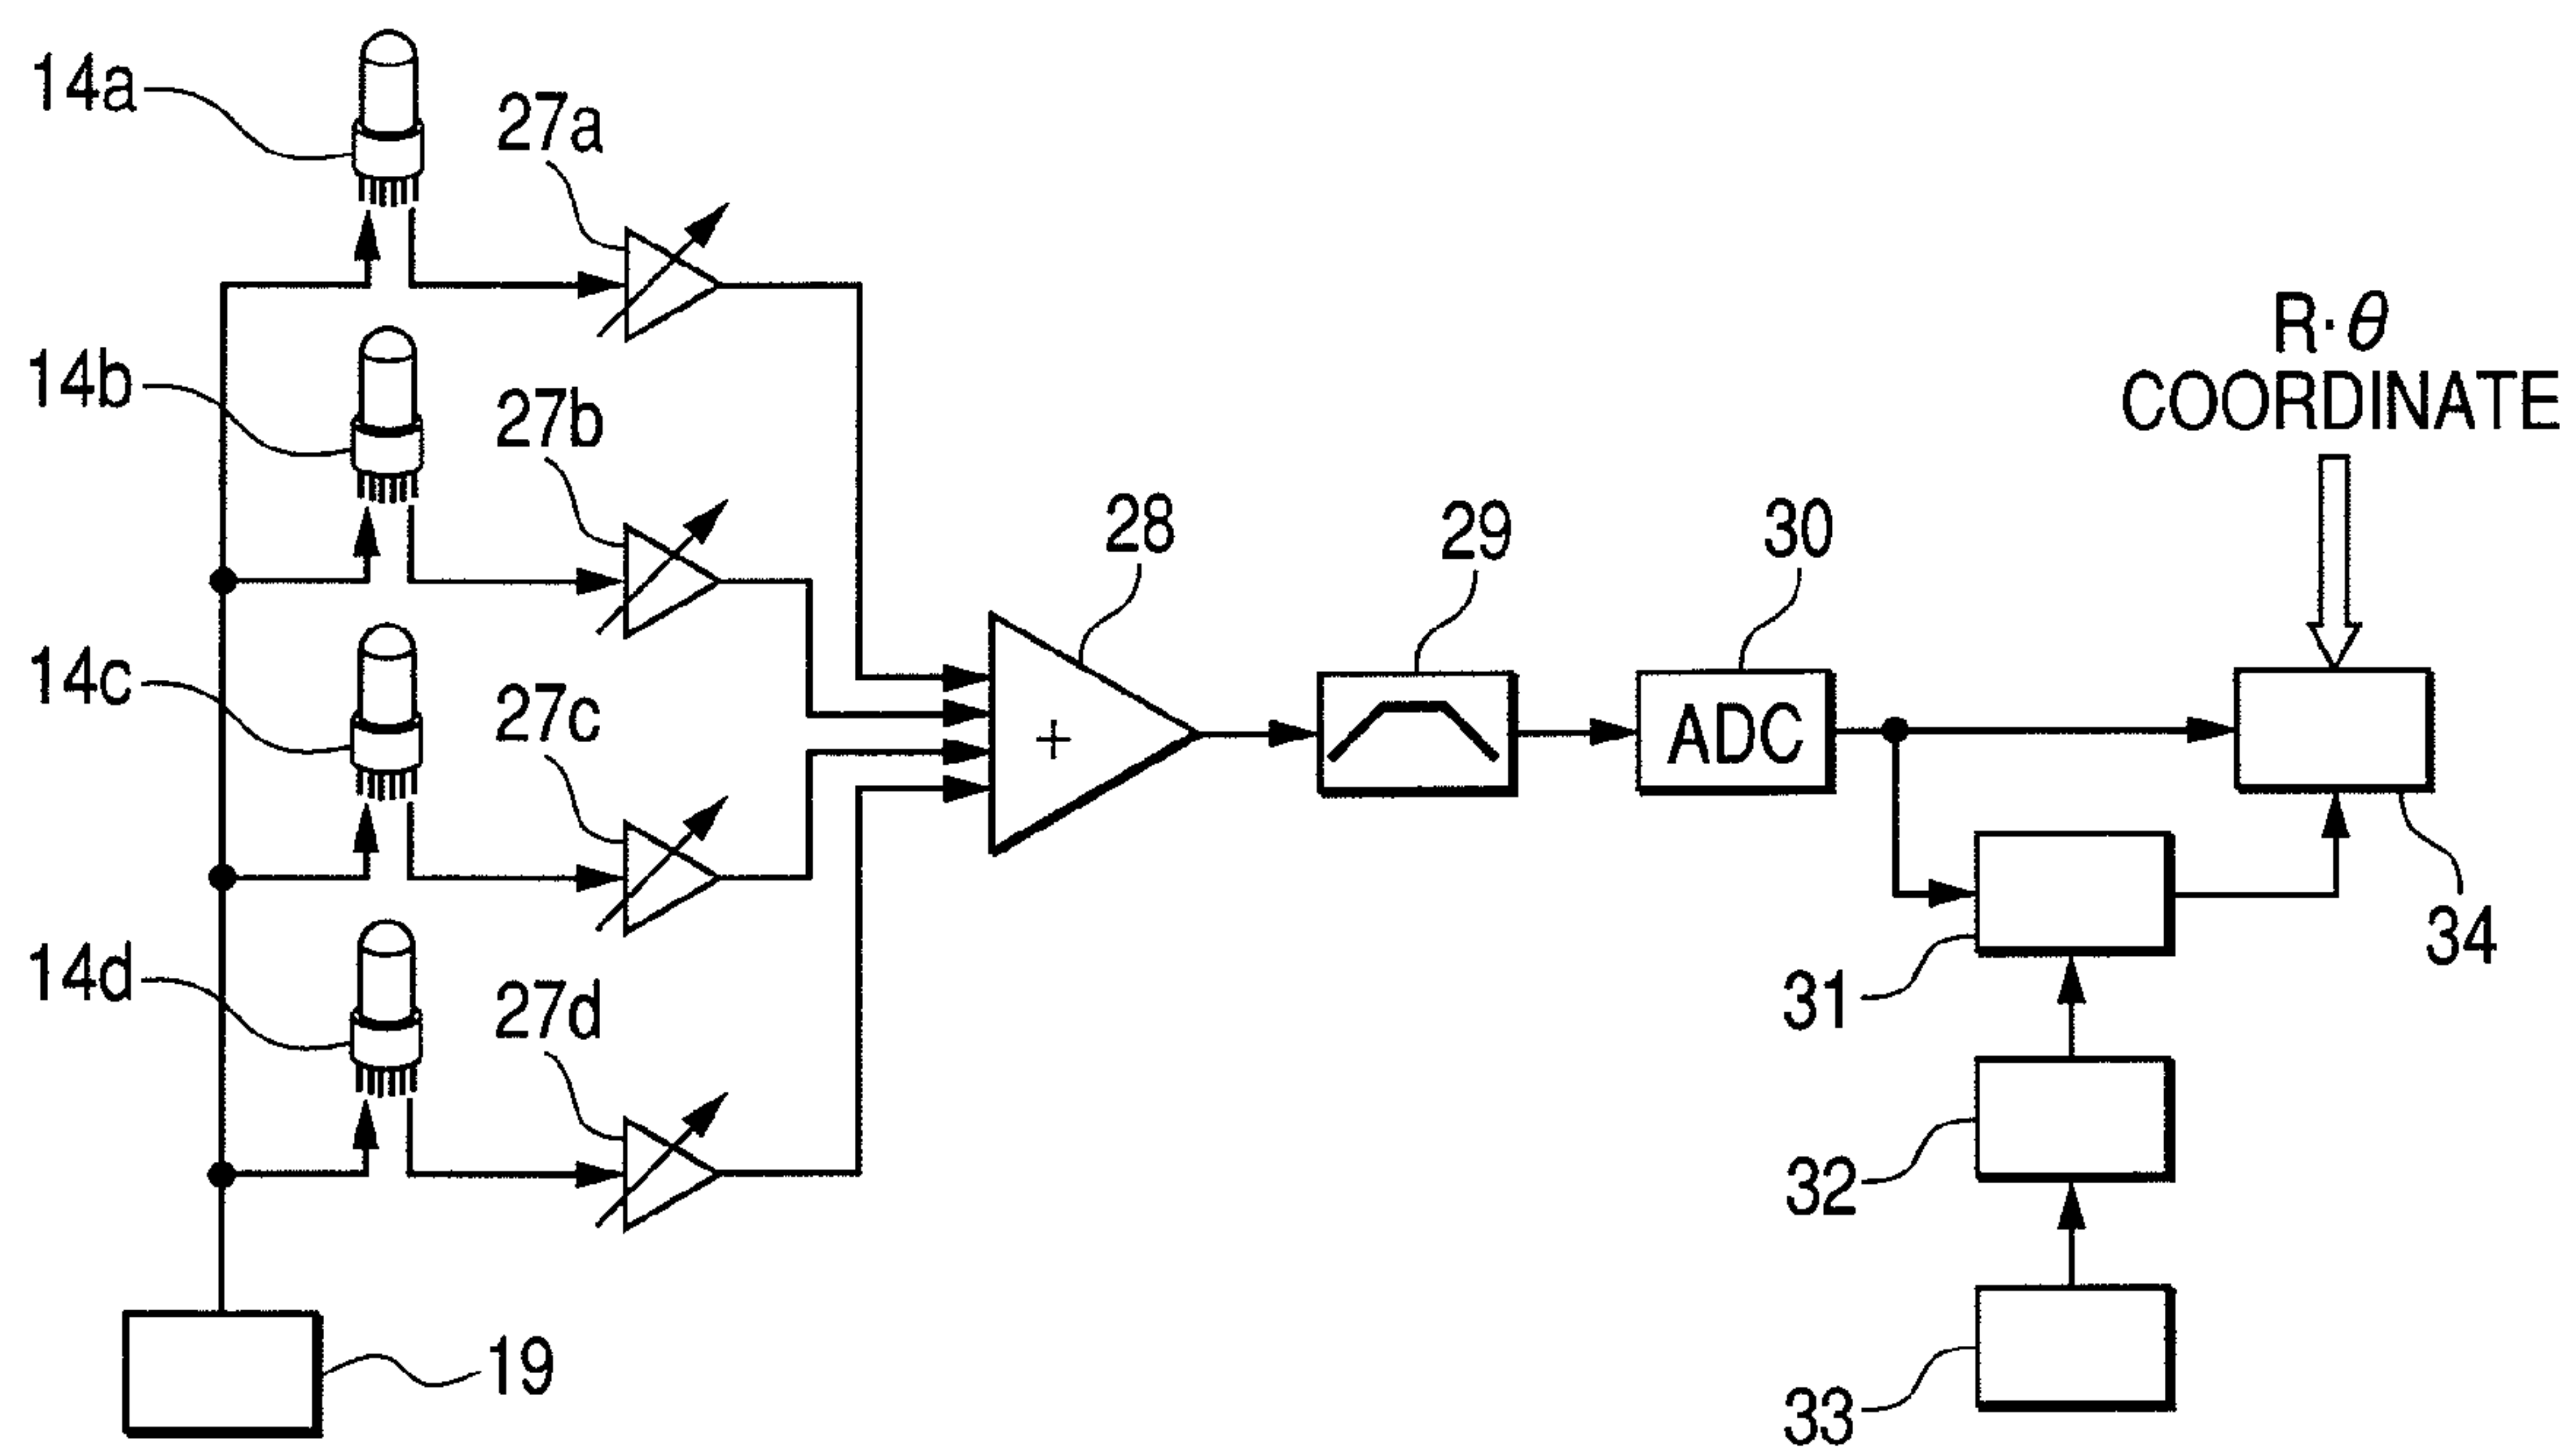 14a
27a
14b
27b
14c
27c
14d
27d
19
28
+
29
30
ADC
R·θ
COORDINATE
34
31
32
33